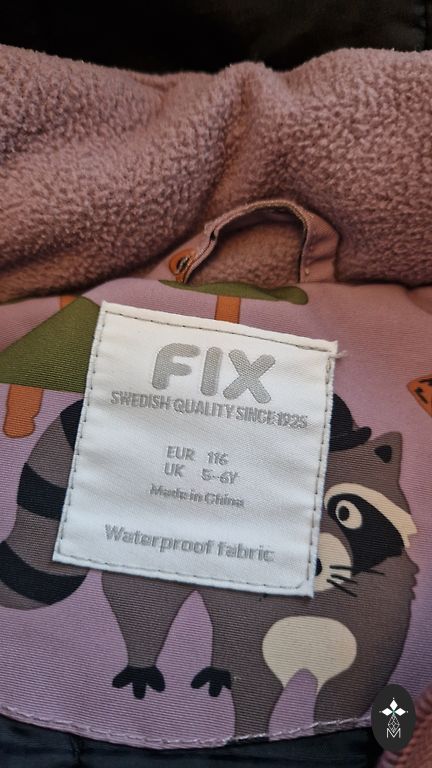 FIX
SWEDISH QUALITY SINCE 1925
EUR 116
UK 5-6Y
Made in China
Waterproof fabric
M